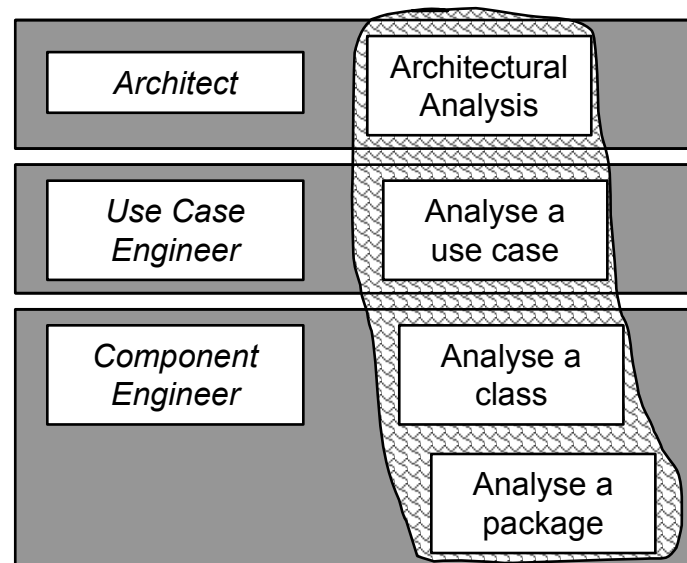 Architect
Architectural
Analysis
Use Case
Engineer
Analyse a
use case
Component
Engineer
Analyse a
class
Analyse a
package